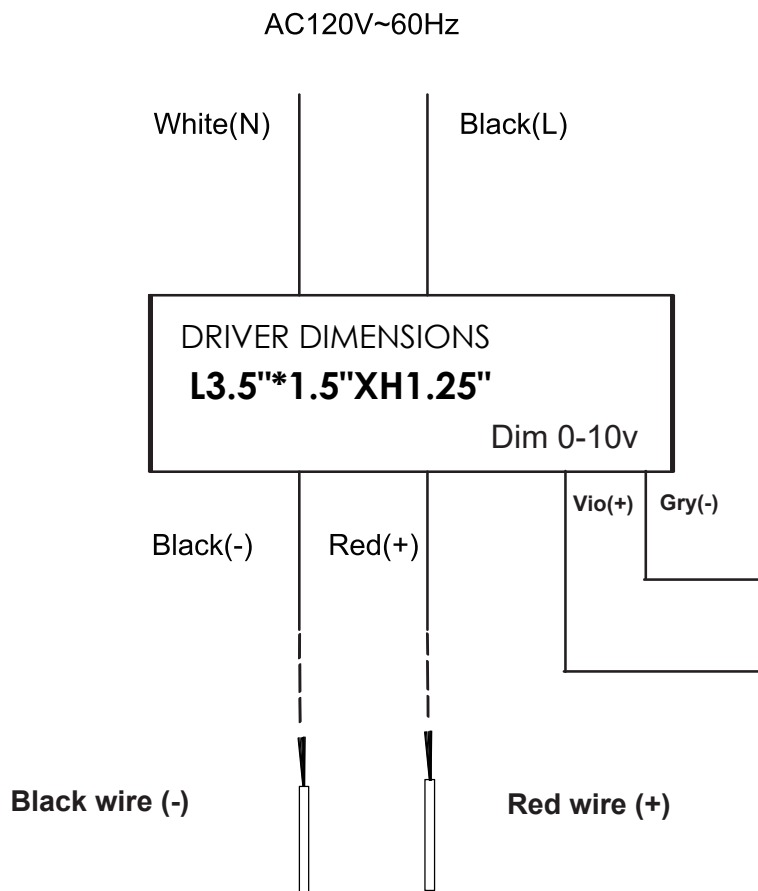 AC120V~60Hz
White(N)
Black(L)
DRIVER DIMENSIONS
L3.5"*1.5"XH1.25"
Dim 0-10v
Vio(+)
Gry(-)
Black(-)
Red(+)
Black wire (-)
Red wire (+)